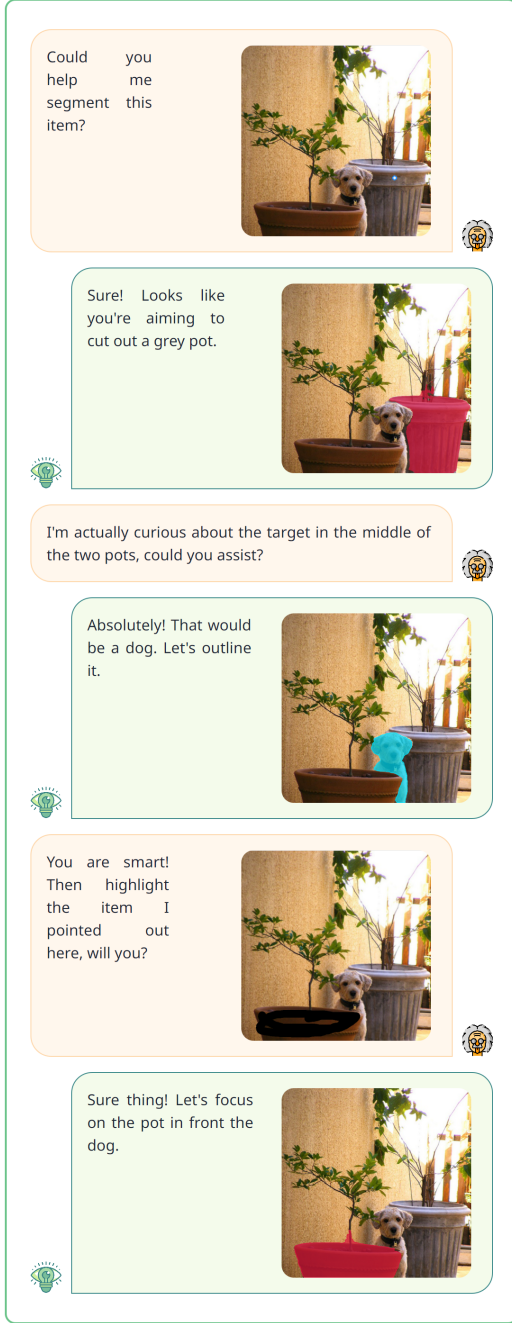 Could you
help me
segment this
item?
Sure! Looks like
you're aiming to
cut out a grey pot.
I'm actually curious about the target in the middle of
the two pots, could you assist?
Absolutely! That would
be a dog. Let's outline
it.
You are smart!
Then highlight
the item I
pointed out
here, will you?
Sure thing! Let's focus
on the pot in front the
dog.